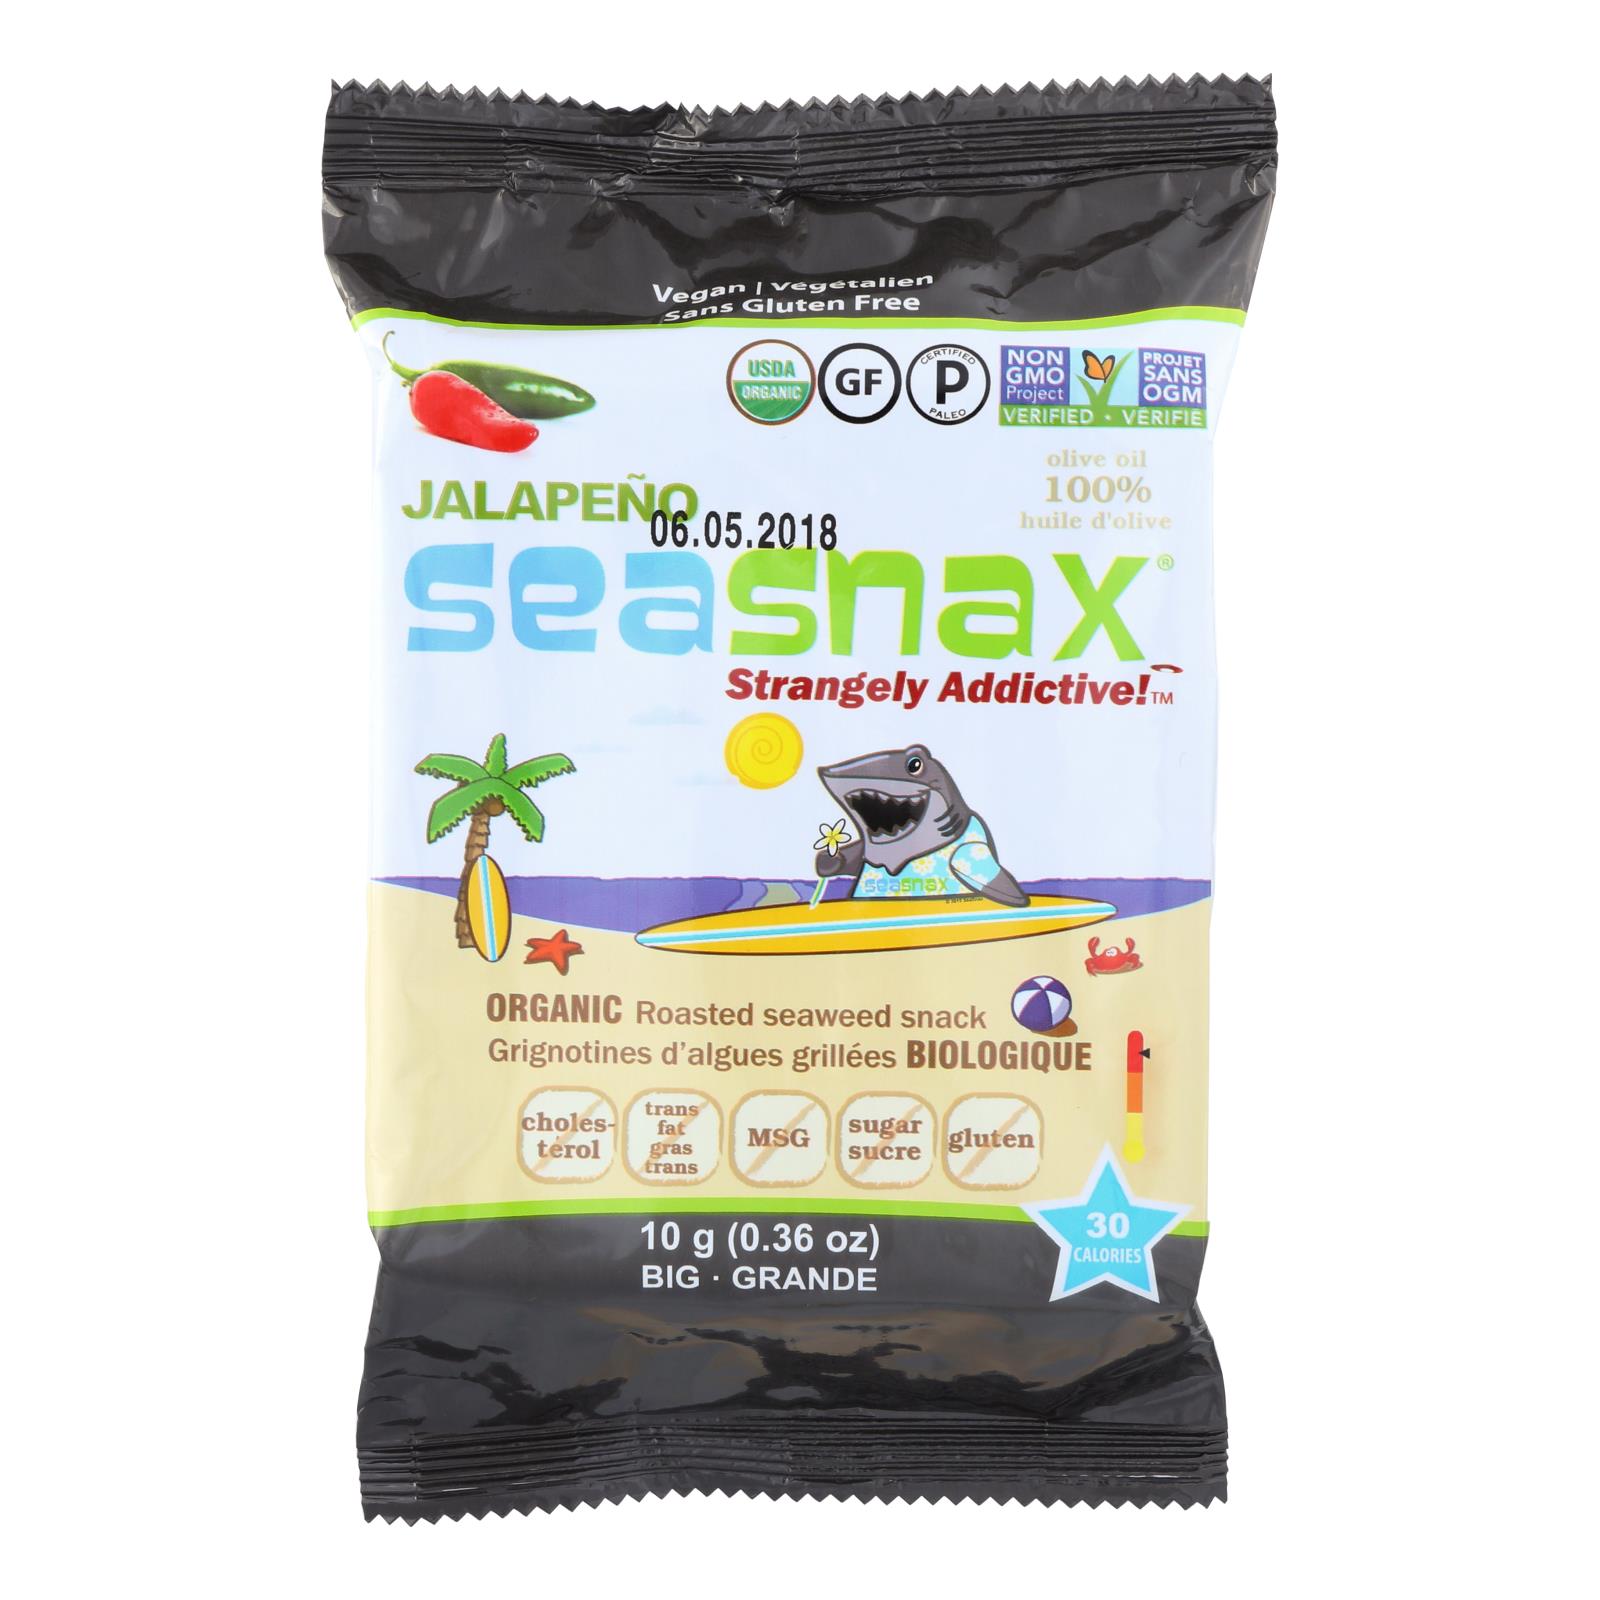 Vegan | Végétalien
Sans Gluten Free
USDA
ORGANIC
GF
CERTIFIED
P
PALEO
NON
GMO
Project
PROJET
SANS
OGM
VERIFIED · VÉRIFIÉ
olive oil
100%
huile d'olive
JALAPEÑO
06.05.2018
seasnax®
Strangely Addictive!™
seasnax
ORGANIC Roasted seaweed snack
Grignotines d'algues grillées BIOLOGIQUE
choles-
térol
trans
fat
gras
trans
MSG
sugar
sucre
gluten
10 g (0.36 oz)
BIG · GRANDE
30
CALORIES